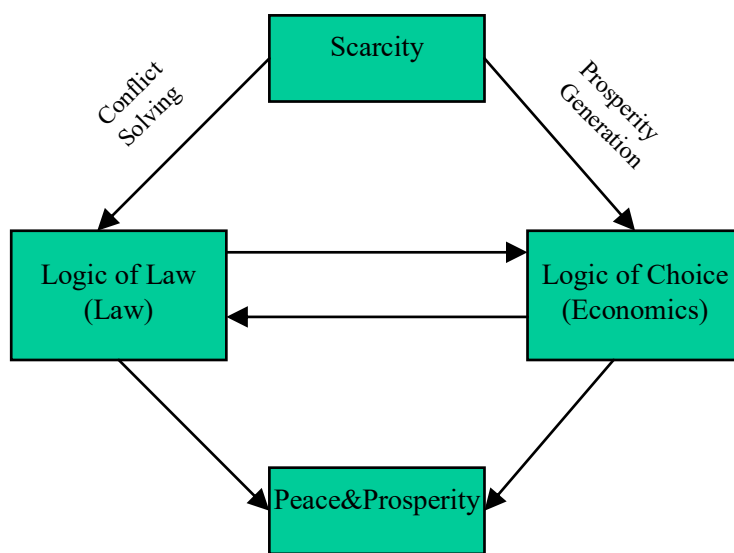 Scarcity
Conflict
Solving
Prosperity
Generation
Logic of Law
(Law)
Logic of Choice
(Economics)
Peace&Prosperity